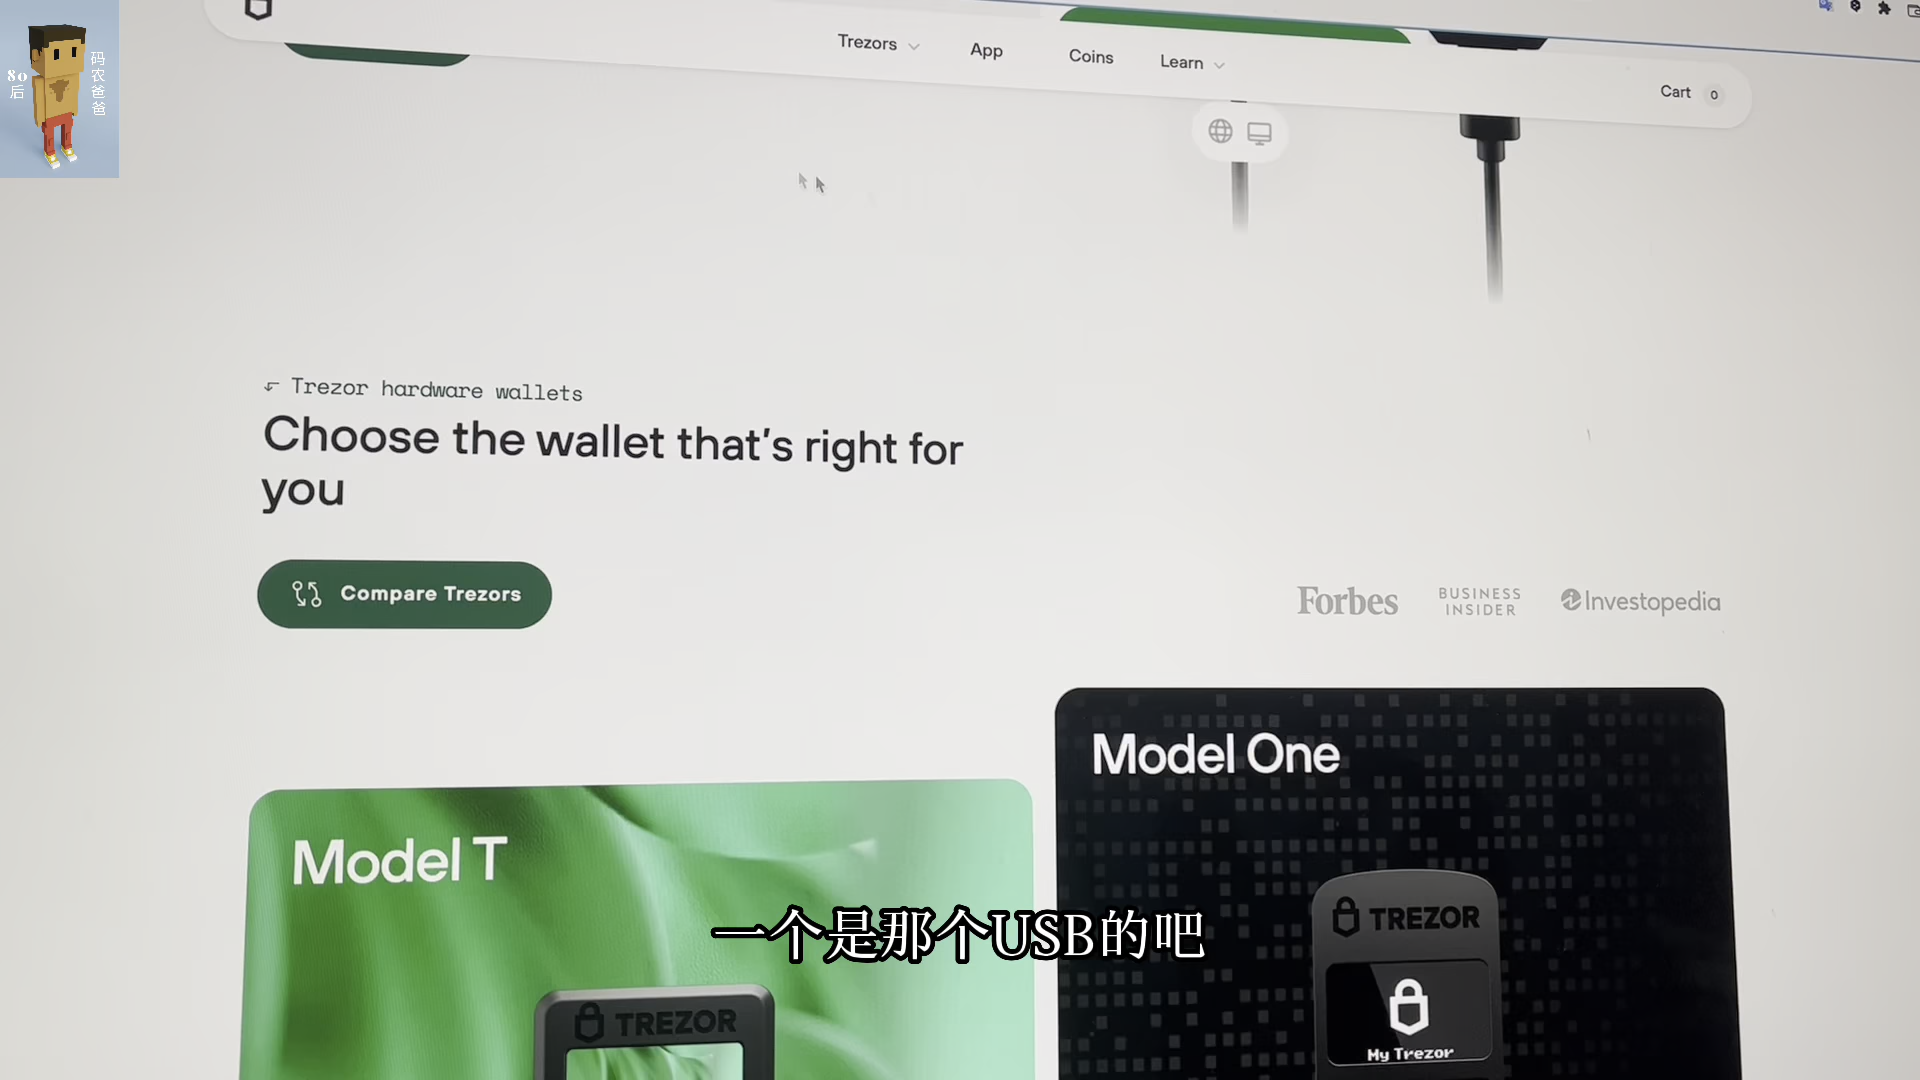 80后
码农爸爸
Trezors
App
Coins
Learn
Cart 0
Trezor hardware wallets
Choose the wallet that's right for
you
Compare Trezors
Forbes
BUSINESS
INSIDER
Investopedia
Model One
Model T
TREZOR
My Trezor
TREZOR
一个是那个USB的吧